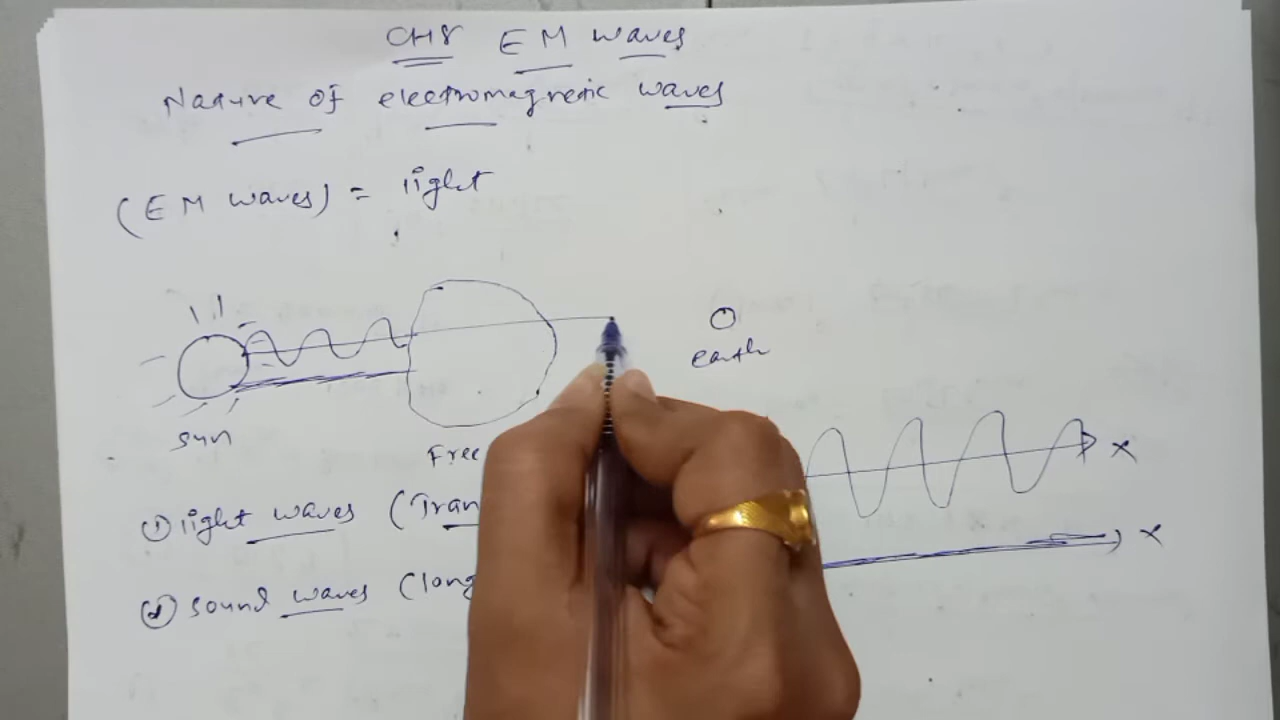 CH8 EM waves
Nature of electromagnetic waves
(EM waves) = light
earth
sun
Free
x
① light waves (Tran
x
② sound waves (long